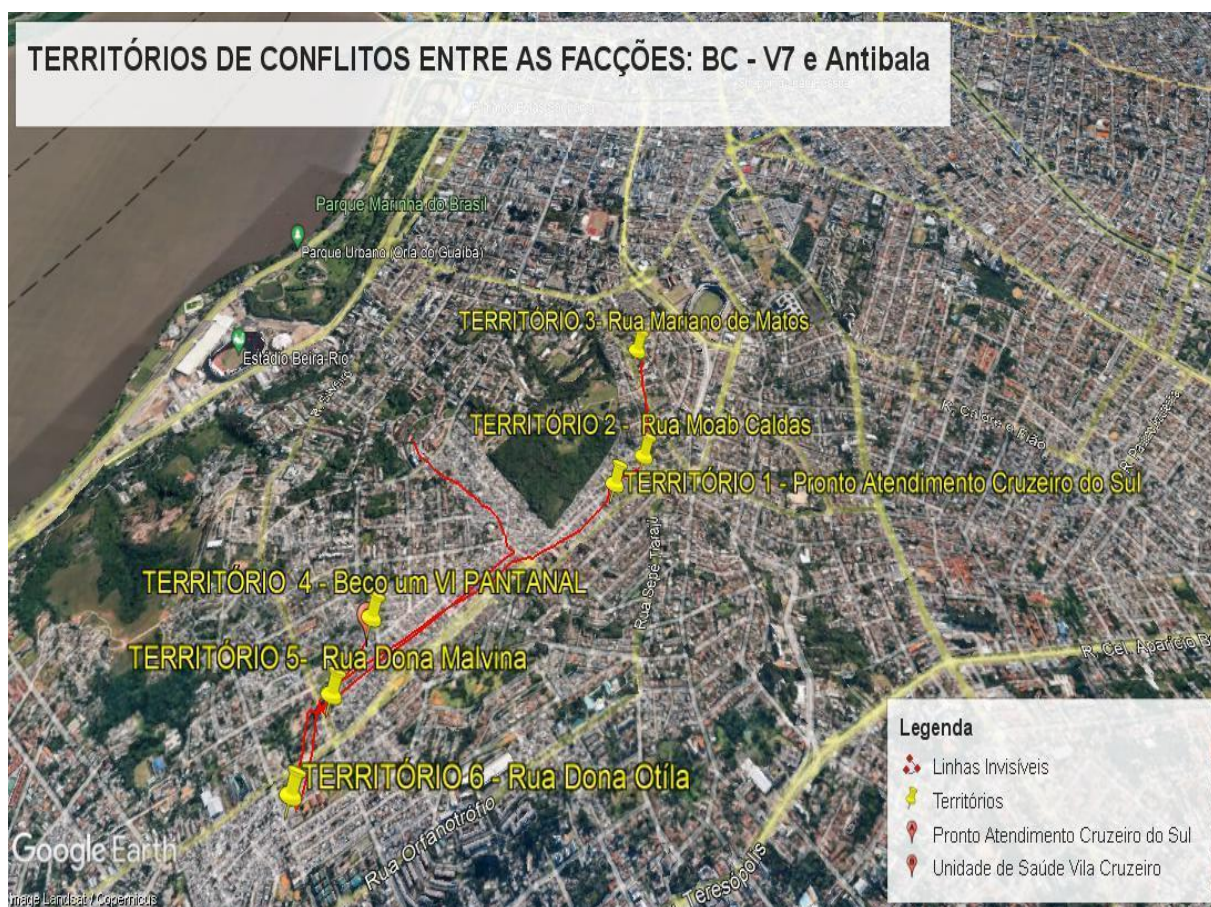 TERRITÓRIOS DE CONFLITOS ENTRE AS FACÇÕES: BC - V7 e Antibala
Parque Marinha do Brasil
Parque Urbano (Orla do Guaíba)
TERRITÓRIO 3- Rua Mariano de Matos
Estádio Beira-Rio
TERRITÓRIO 2 - Rua Moab Caldas
TERRITÓRIO 1 - Pronto Atendimento Cruzeiro do Sul
Rua Sepé Tiaraju
TERRITÓRIO 4 - Beco um VI PANTANAL
TERRITÓRIO 5- Rua Dona Malvina
R. Cel. Aparício
TERRITÓRIO 6 - Rua Dona Otíla
Rua Orfanotrófio
Teresópolis
Legenda
Linhas Invisíveis
Territórios
Pronto Atendimento Cruzeiro do Sul
Unidade de Saúde Vila Cruzeiro
Google Earth
Image Landsat / Copernicus